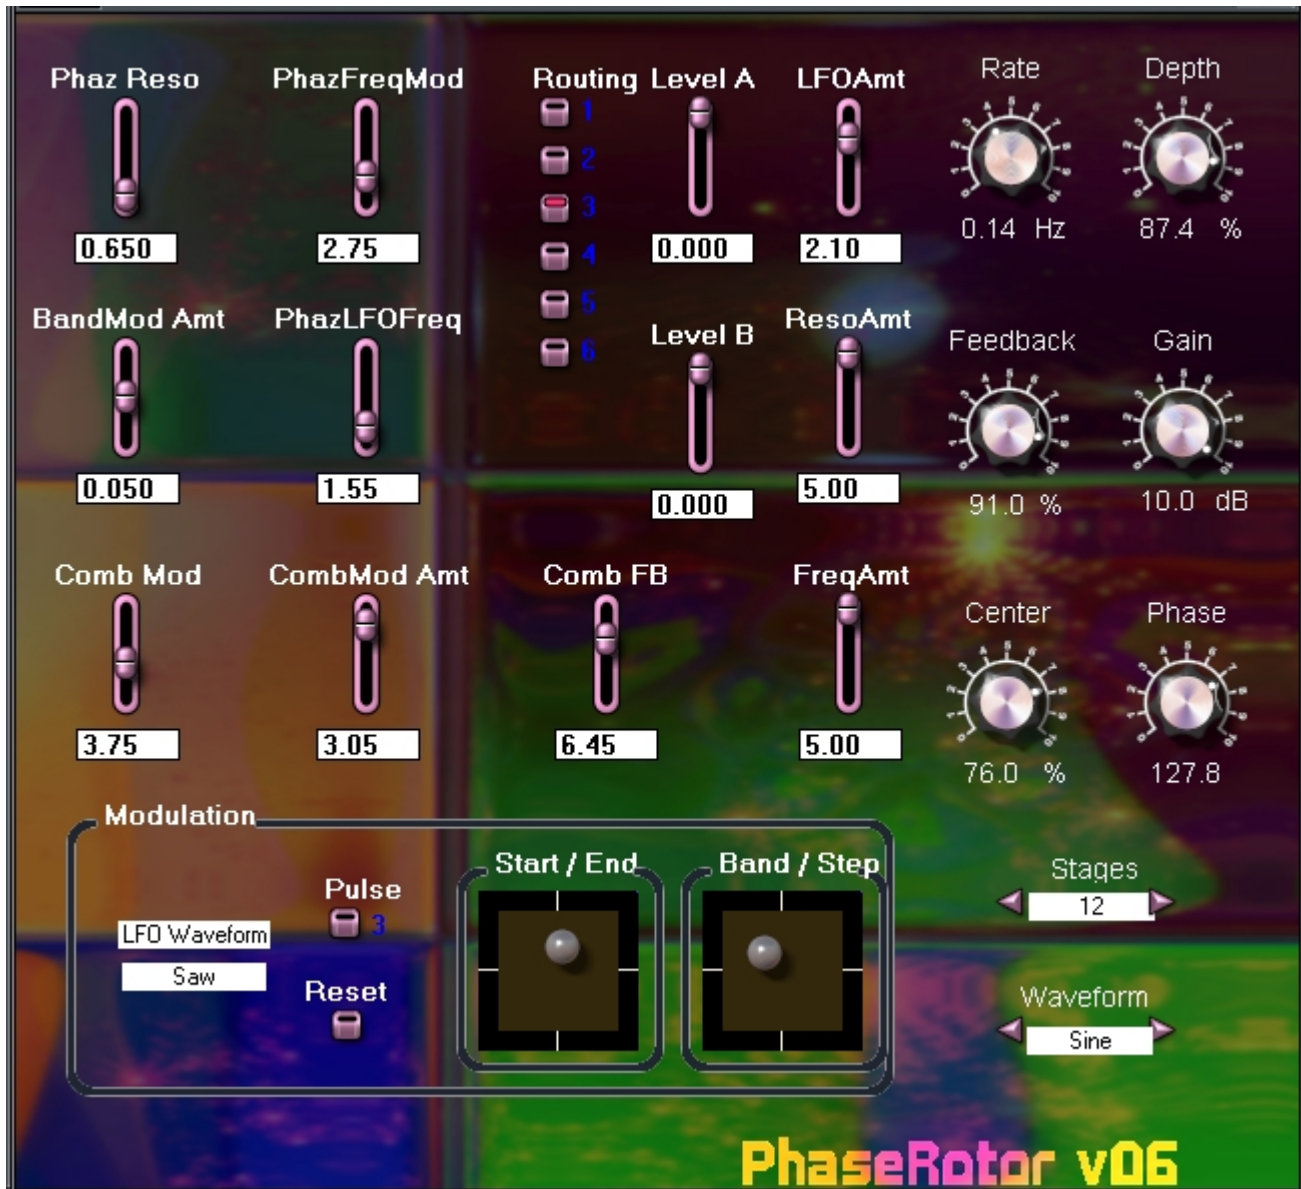 Phaz Reso PhazFreqMod Routing Level A LFOAmt Rate Depth
1
2
3
4
5
6
0.650 2.75 0.000 2.10 0.14 Hz 87.4 %
BandMod Amt PhazLFOFreq Level B ResoAmt Feedback Gain
0.050 1.55 0.000 5.00 91.0 % 10.0 dB
Comb Mod CombMod Amt Comb FB FreqAmt Center Phase
3.75 3.05 6.45 5.00 76.0 % 127.8
Modulation
Start / End Band / Step Stages
Pulse 12
3
LFO Waveform
Saw
Reset Waveform
Sine
PhaseRotor v06